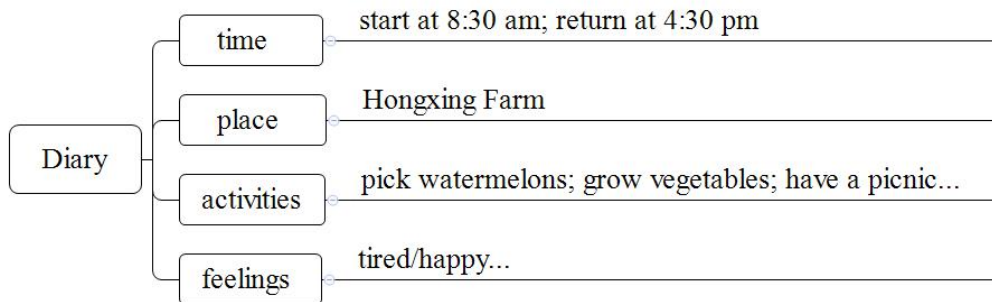 time
start at 8:30 am; return at 4:30 pm
place
Hongxing Farm
Diary
activities
pick watermelons; grow vegetables; have a picnic...
feelings
tired/happy...